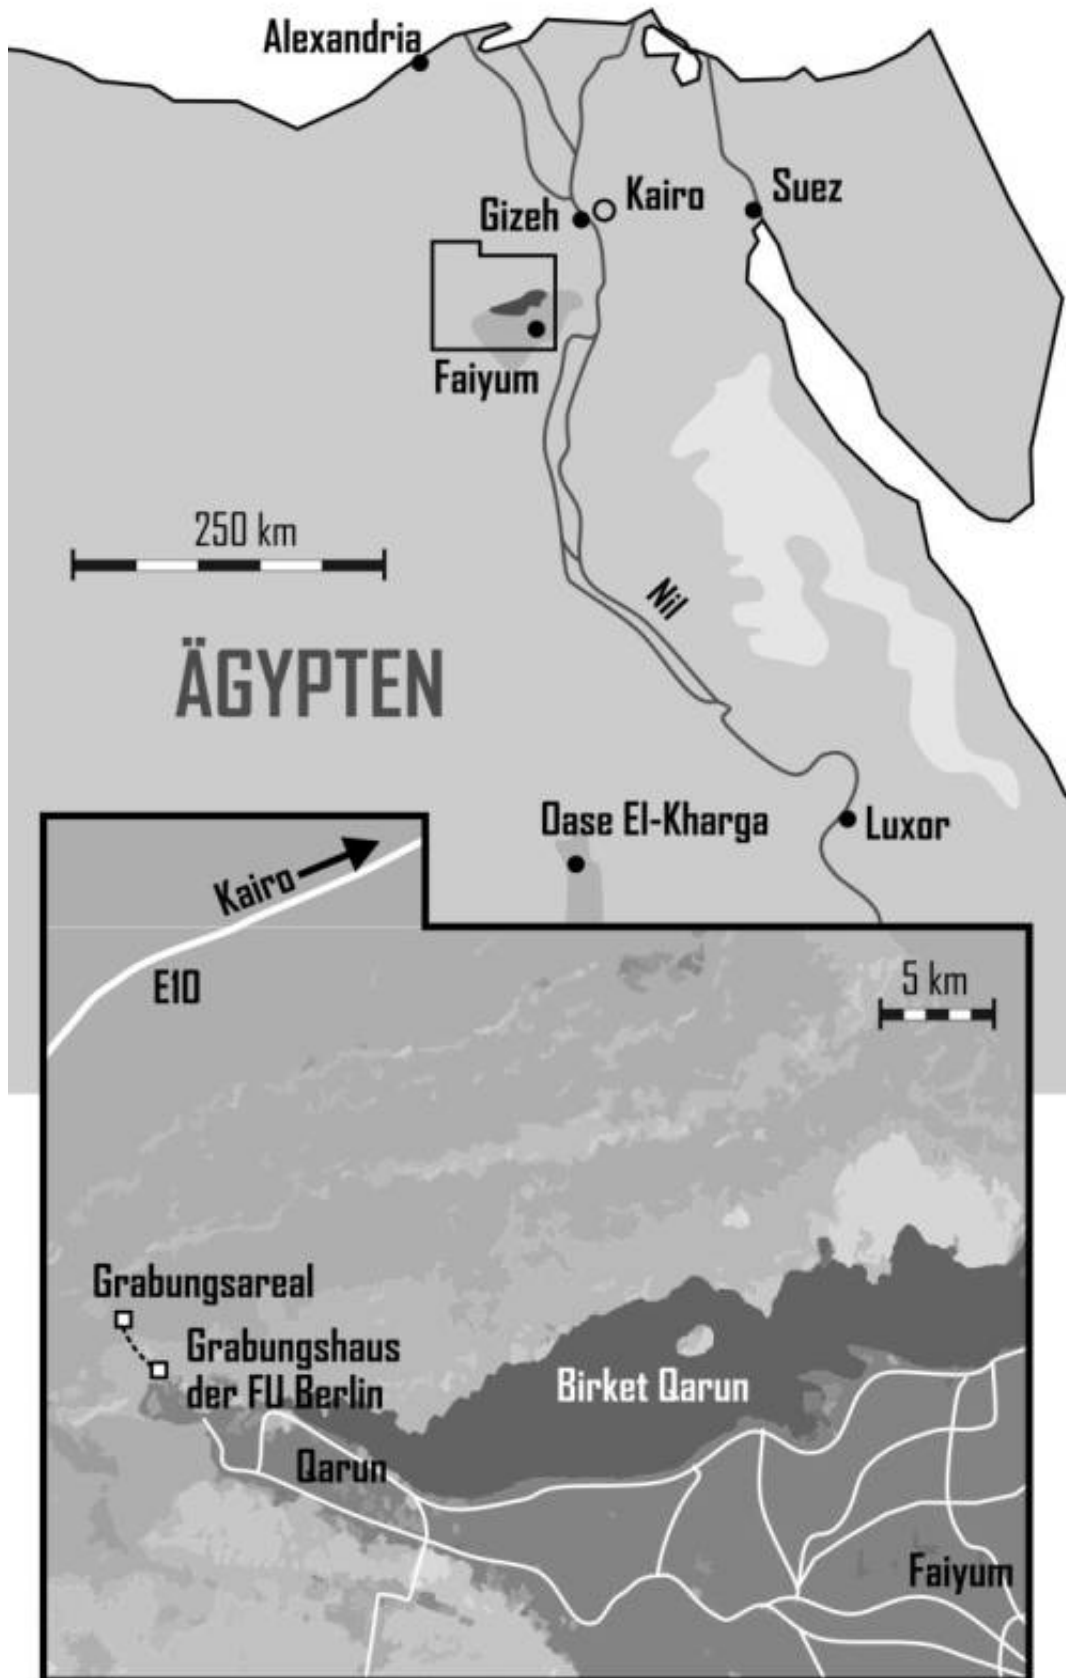 Alexandria
Kairo
Suez
Gizeh
Faiyum
250 km
Nil
ÄGYPTEN
Oase El-Kharga
Luxor
Kairo
E10
5 km
Grabungsareal
Grabungshaus
der FU Berlin
Birket Qarun
Qarun
Faiyum